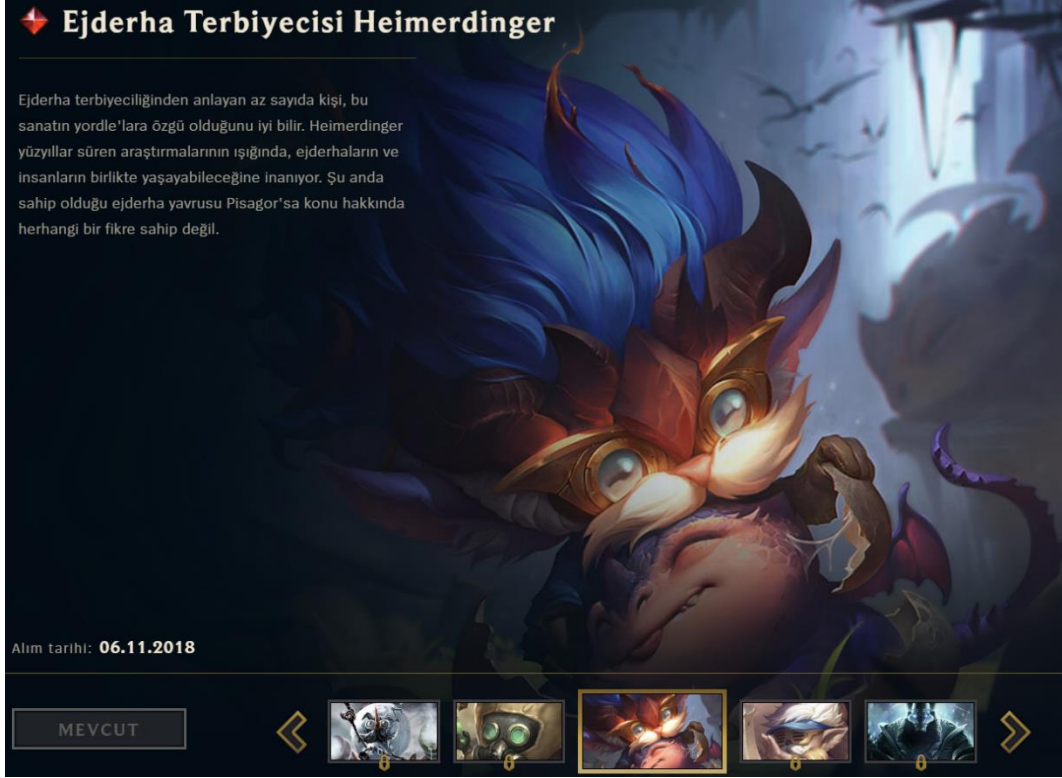 Ejderha Terbiyecisi Heimerdinger
Ejderha terbiyeciliğinden anlayan az sayıda kişi, bu
sanatın yordle'lara özgü olduğunu iyi bilir. Heimerdinger
yüzyıllar süren araştırmalarının ışığında, ejderhaların ve
insanların birlikte yaşayabileceğine inanıyor. Şu anda
sahip olduğu ejderha yavrusu Pisagor'sa konu hakkında
herhangi bir fikre sahip değil.
Alım tarihi: 06.11.2018
MEVCUT